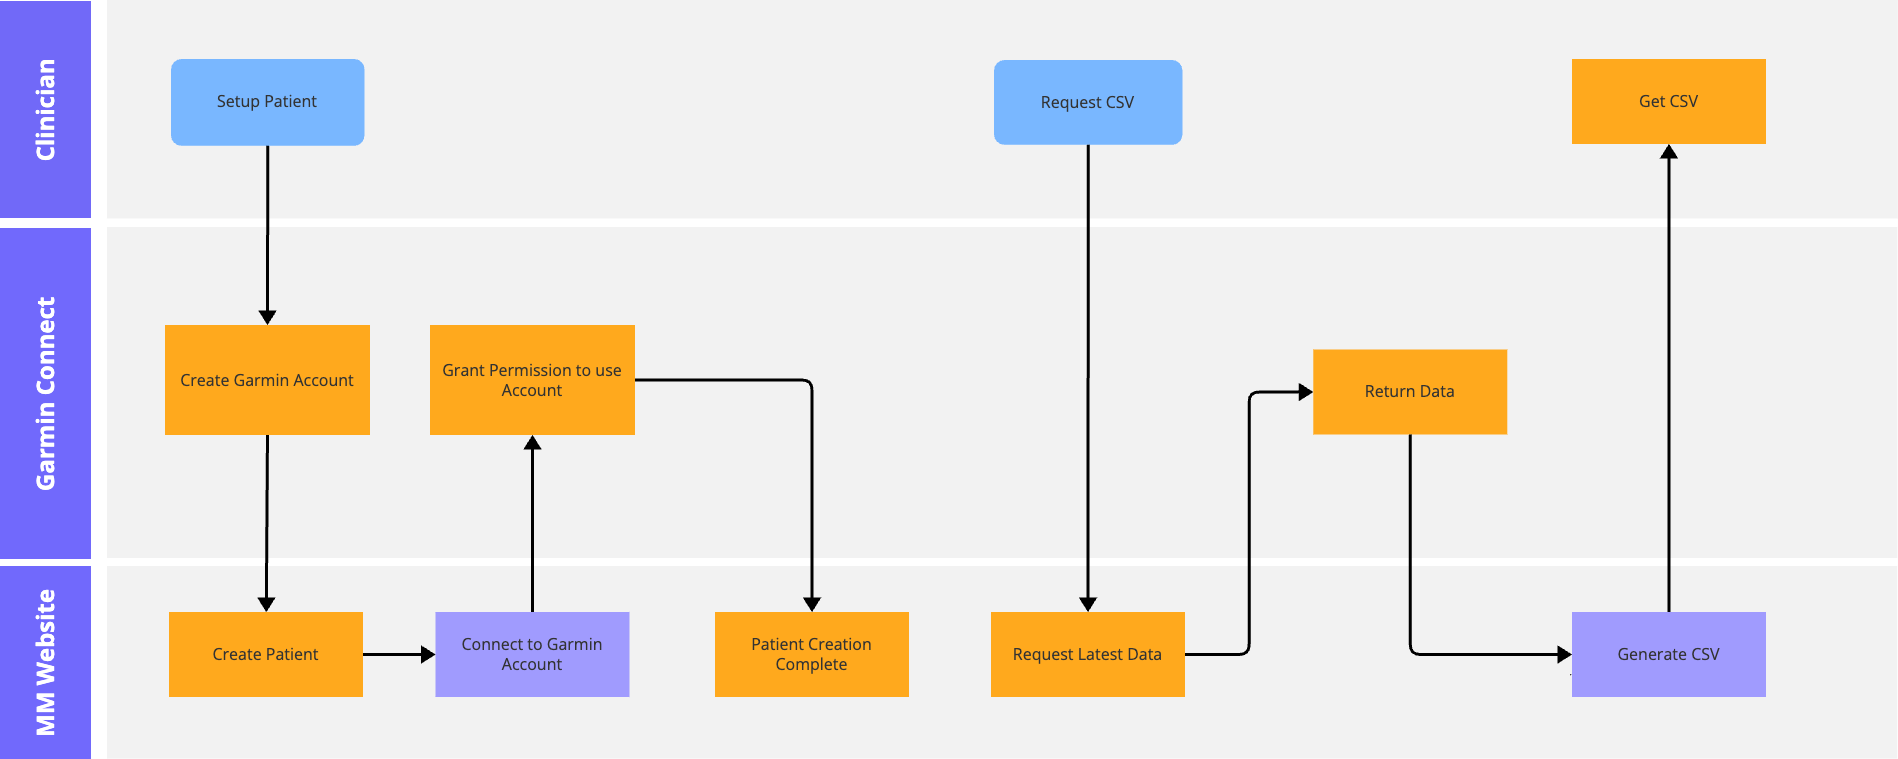 Clinician
Setup Patient
Request CSV
Get CSV
Garmin Connect
Create Garmin Account
Grant Permission to use
Account
Return Data
MM Website
Create Patient
Connect to Garmin
Account
Patient Creation
Complete
Request Latest Data
Generate CSV